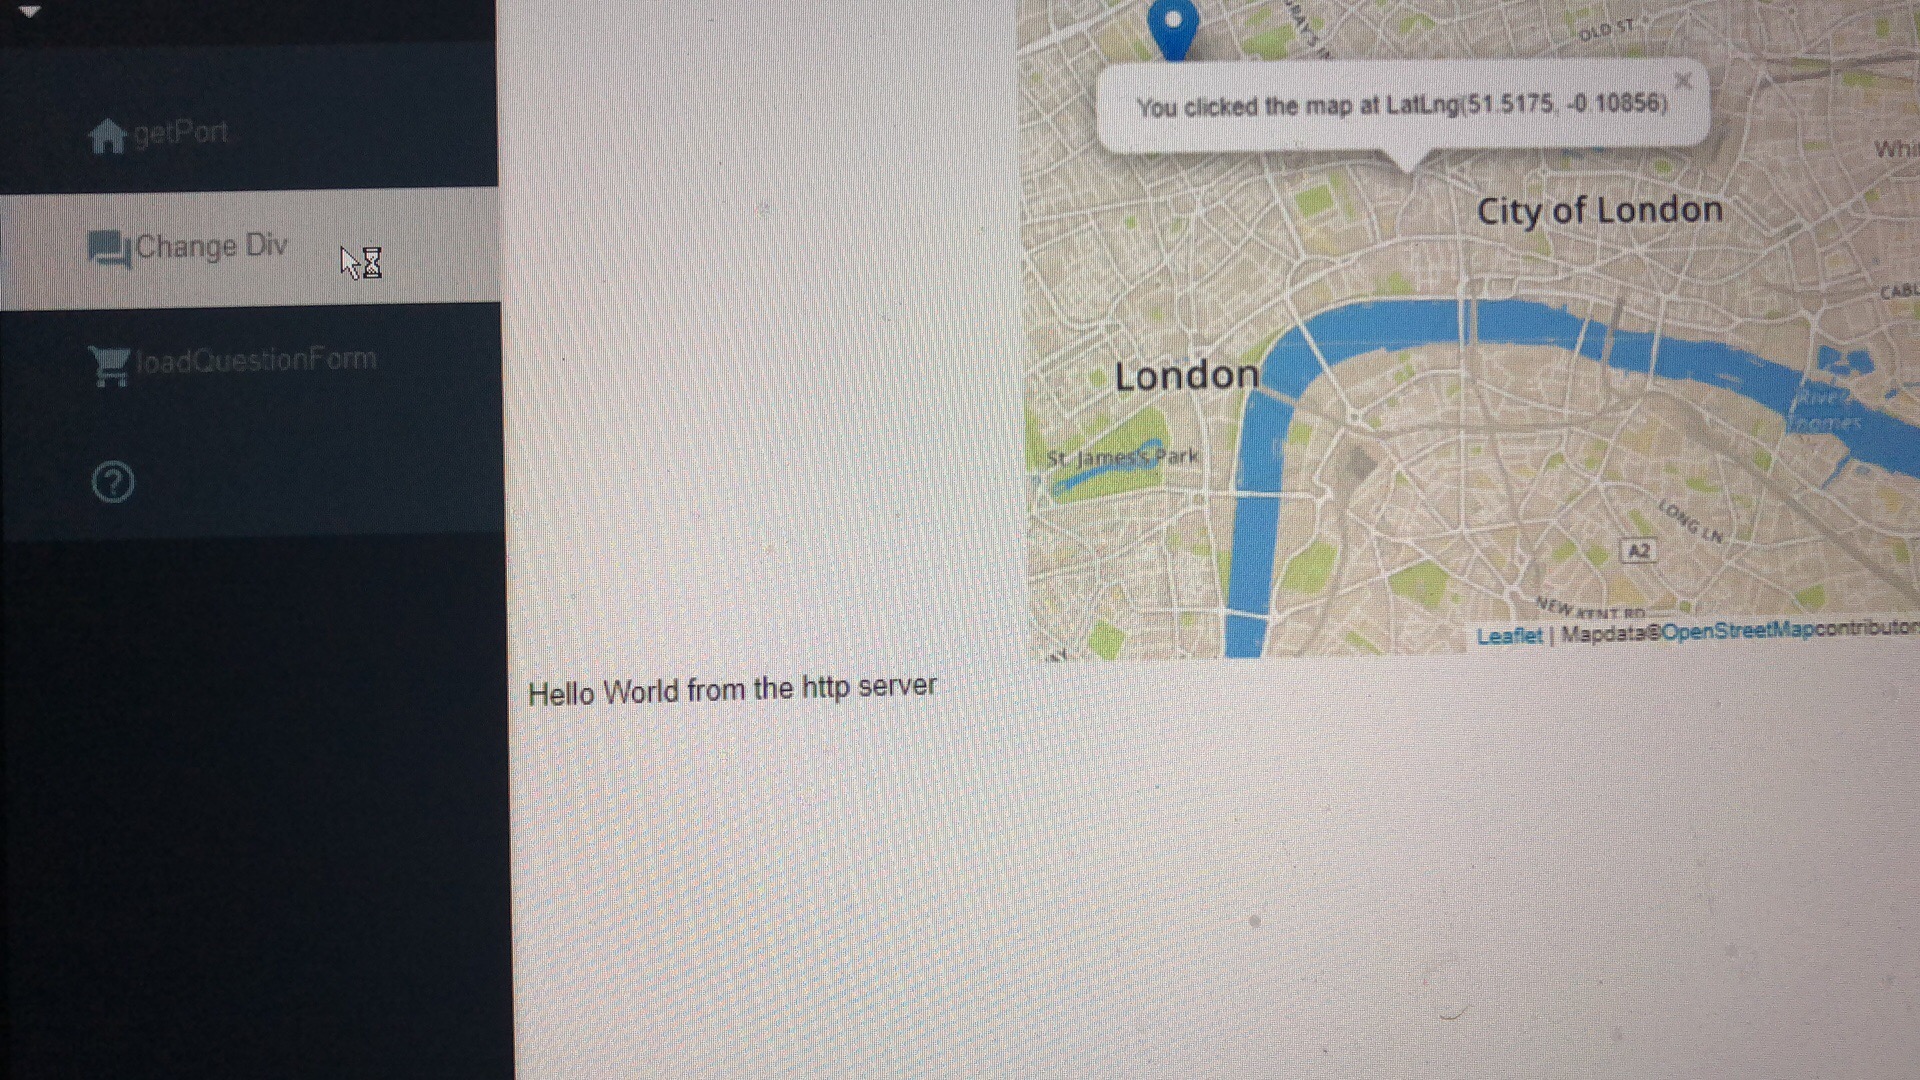 getPort
Change Div
loadQuestionForm
OLD ST
You clicked the map at LatLng(51.5175, -0.10856)
City of London
London
River
Thames
St James's Park
LONG LN
A2
NEW KENT RD
Leaflet | Mapdata©OpenStreetMapcontributor
Hello World from the http server